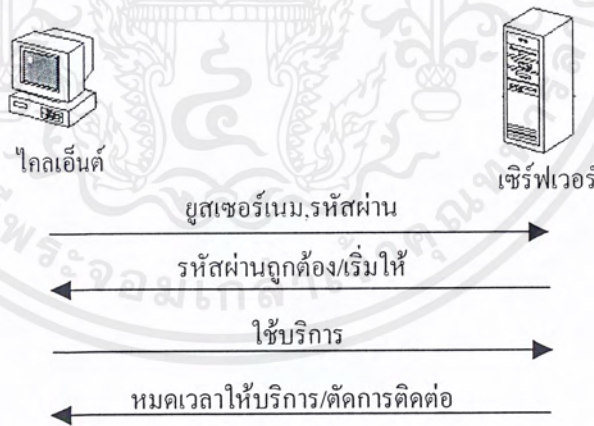 ไคลเอ็นต์
เซิร์ฟเวอร์
ยูสเซอร์เนม,รหัสผ่าน
รหัสผ่านถูกต้อง/เริ่มให้
ใช้บริการ
หมดเวลาให้บริการ/ตัดการติดต่อ